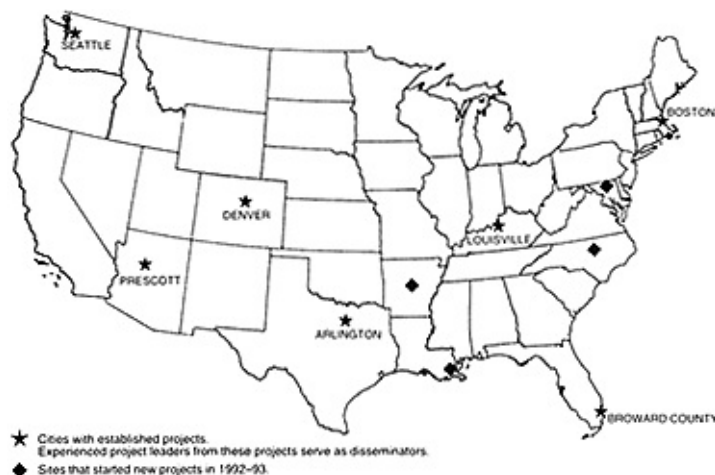 SEATTLE
BOSTON
DENVER
LOUISVILLE
PRESCOTT
ARLINGTON
BROWARD COUNTY
Cities with established projects.
Experienced project leaders from these projects serve as disseminators.
Sites that started new projects in 1992–93.